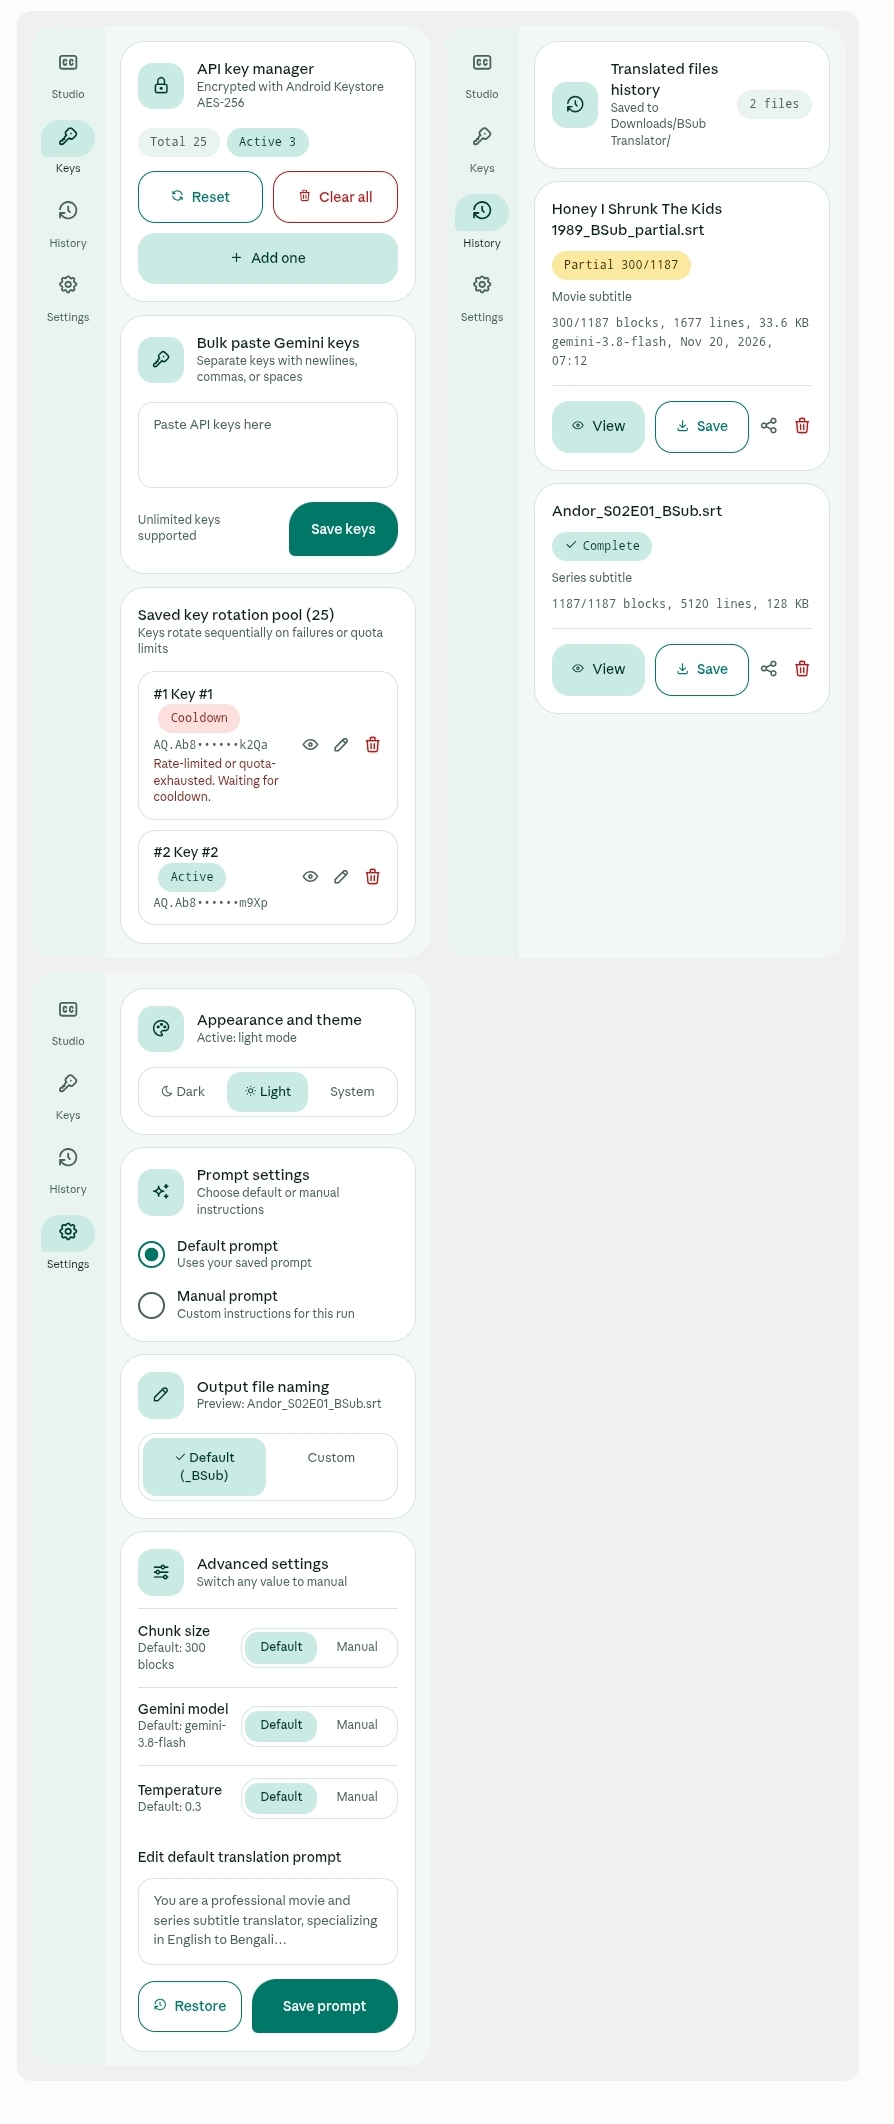 Studio
Keys
History
Settings
API key manager
Encrypted with Android Keystore
AES-256
Total 25
Active 3
Reset
Clear all
+ Add one
Bulk paste Gemini keys
Separate keys with newlines,
commas, or spaces
Paste API keys here
Unlimited keys
supported
Save keys
Saved key rotation pool (25)
Keys rotate sequentially on failures or quota
limits
#1 Key #1
Cooldown
AQ.Ab8••••••k2Qa
Rate-limited or quota-
exhausted. Waiting for
cooldown.
#2 Key #2
Active
AQ.Ab8••••••m9Xp
Studio
Keys
History
Settings
Translated files
history
Saved to
Downloads/BSub
Translator/
2 files
Honey I Shrunk The Kids
1989_BSub_partial.srt
Partial 300/1187
Movie subtitle
300/1187 blocks, 1677 lines, 33.6 KB
gemini-3.8-flash, Nov 20, 2026,
07:12
View
Save
Andor_S02E01_BSub.srt
✓ Complete
Series subtitle
1187/1187 blocks, 5120 lines, 128 KB
View
Save
Studio
Keys
History
Settings
Appearance and theme
Active: light mode
Dark
Light
System
Prompt settings
Choose default or manual
instructions
Default prompt
Uses your saved prompt
Manual prompt
Custom instructions for this run
Output file naming
Preview: Andor_S02E01_BSub.srt
✓ Default
(_BSub)
Custom
Advanced settings
Switch any value to manual
Chunk size
Default: 300
blocks
Default
Manual
Gemini model
Default: gemini-
3.8-flash
Default
Manual
Temperature
Default: 0.3
Default
Manual
Edit default translation prompt
You are a professional movie and
series subtitle translator, specializing
in English to Bengali...
Restore
Save prompt